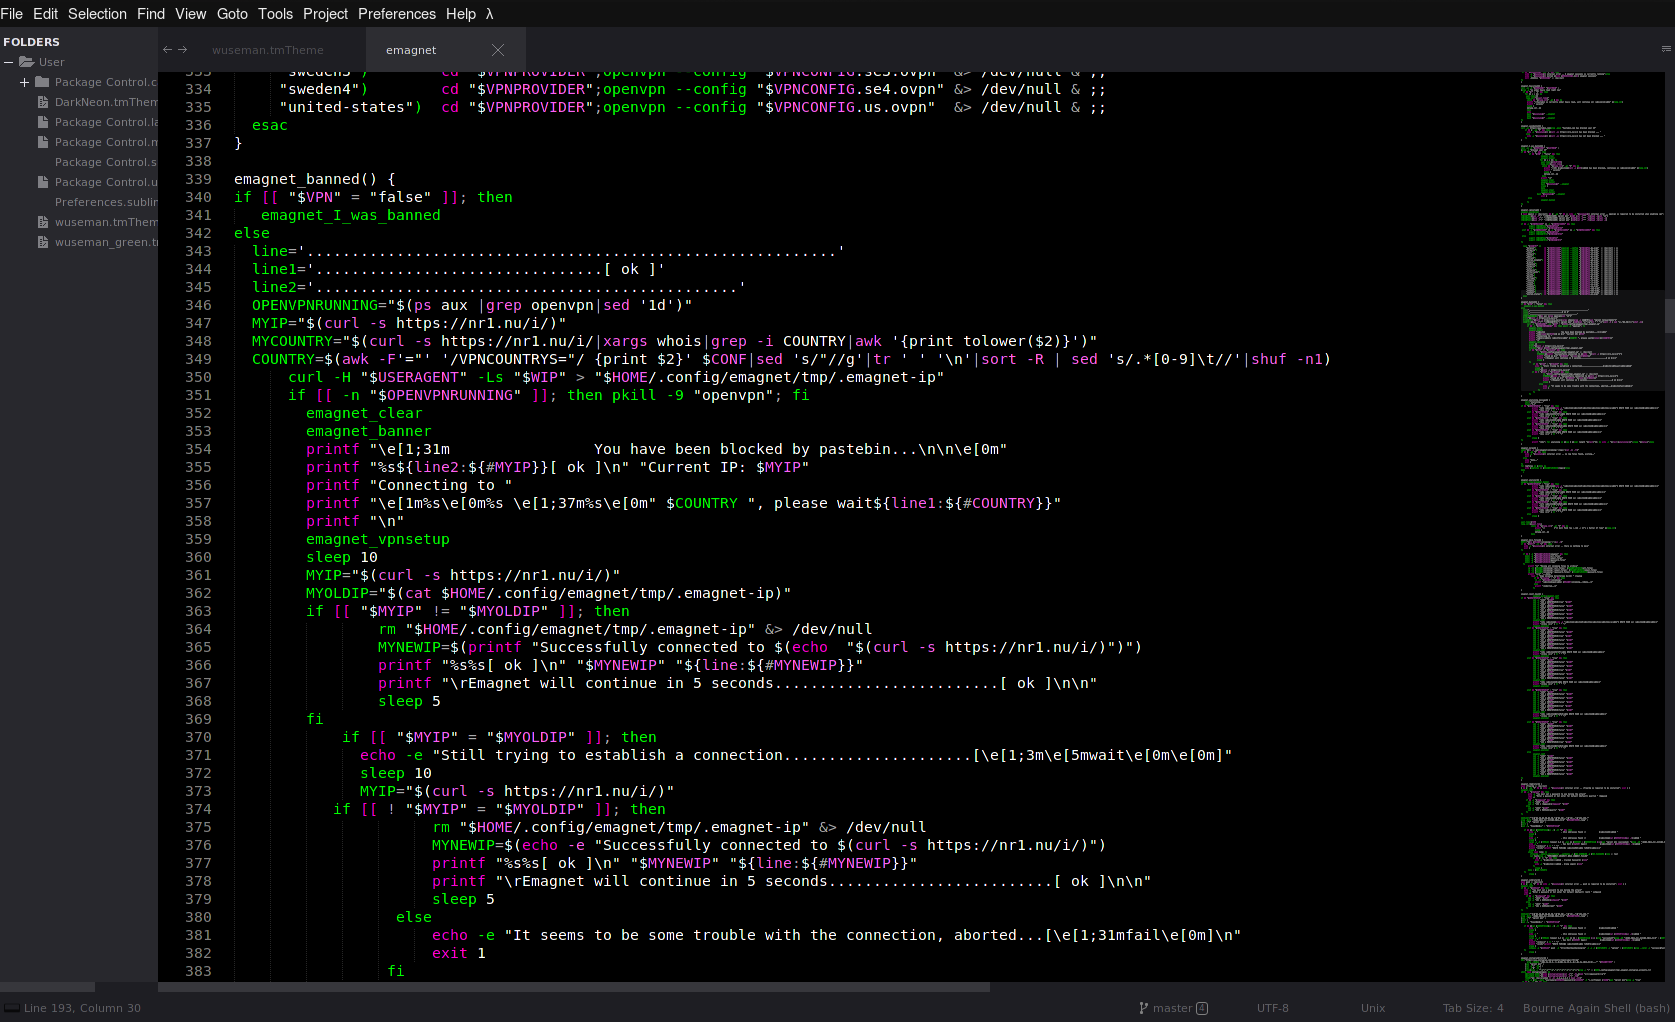 File Edit Selection Find View Goto Tools Project Preferences Help λ
FOLDERS
User
Package Control.c
DarkNeon.tmThem
Package Control.la
Package Control.m
Package Control.s
Package Control.u
Preferences.sublim
wuseman.tmThem
wuseman_green.t
wuseman.tmTheme
emagnet
333 "sweden3") cd "$VPNPROVIDER";openvpn --config "$VPNCONFIG.se3.ovpn" &> /dev/null & ;;
334 "sweden4") cd "$VPNPROVIDER";openvpn --config "$VPNCONFIG.se4.ovpn" &> /dev/null & ;;
335 "united-states") cd "$VPNPROVIDER";openvpn --config "$VPNCONFIG.us.ovpn" &> /dev/null & ;;
336 esac
337 }
338
339 emagnet_banned() {
340 if [[ "$VPN" = "false" ]]; then
341 emagnet_I_was_banned
342 else
343 line='...........................................................'
344 line1='................................[ ok ]'
345 line2='...............................................'
346 OPENVPNRUNNING="$(ps aux |grep openvpn|sed '1d')"
347 MYIP="$(curl -s https://nr1.nu/i/)"
348 MYCOUNTRY="$(curl -s https://nr1.nu/i/|xargs whois|grep -i COUNTRY|awk '{print tolower($2)}')"
349 COUNTRY=$(awk -F'="' '/VPNCOUNTRYS="/ {print $2}' $CONF|sed 's/"//g'|tr ' ' '\n'|sort -R | sed 's/.*[0-9]\t//'|shuf -n1)
350 curl -H "$USERAGENT" -Ls "$WIP" > "$HOME/.config/emagnet/tmp/.emagnet-ip"
351 if [[ -n "$OPENVPNRUNNING" ]]; then pkill -9 "openvpn"; fi
352 emagnet_clear
353 emagnet_banner
354 printf "\e[1;31m You have been blocked by pastebin...\n\n\e[0m"
355 printf "%s${line2:${#MYIP}}[ ok ]\n" "Current IP: $MYIP"
356 printf "Connecting to "
357 printf "\e[1m%s\e[0m%s \e[1;37m%s\e[0m" $COUNTRY ", please wait${line1:${#COUNTRY}}"
358 printf "\n"
359 emagnet_vpnsetup
360 sleep 10
361 MYIP="$(curl -s https://nr1.nu/i/)"
362 MYOLDIP="$(cat $HOME/.config/emagnet/tmp/.emagnet-ip)"
363 if [[ "$MYIP" != "$MYOLDIP" ]]; then
364 rm "$HOME/.config/emagnet/tmp/.emagnet-ip" &> /dev/null
365 MYNEWIP=$(printf "Successfully connected to $(echo "$(curl -s https://nr1.nu/i/)")")
366 printf "%s%s[ ok ]\n" "$MYNEWIP" "${line:${#MYNEWIP}}"
367 printf "\rEmagnet will continue in 5 seconds.........................[ ok ]\n\n"
368 sleep 5
369 fi
370 if [[ "$MYIP" = "$MYOLDIP" ]]; then
371 echo -e "Still trying to establish a connection.....................[\e[1;3m\e[5mwait\e[0m\e[0m]"
372 sleep 10
373 MYIP="$(curl -s https://nr1.nu/i/)"
374 if [[ ! "$MYIP" = "$MYOLDIP" ]]; then
375 rm "$HOME/.config/emagnet/tmp/.emagnet-ip" &> /dev/null
376 MYNEWIP=$(echo -e "Successfully connected to $(curl -s https://nr1.nu/i/)")
377 printf "%s%s[ ok ]\n" "$MYNEWIP" "${line:${#MYNEWIP}}"
378 printf "\rEmagnet will continue in 5 seconds.........................[ ok ]\n\n"
379 sleep 5
380 else
381 echo -e "It seems to be some trouble with the connection, aborted...[\e[1;31mfail\e[0m]\n"
382 exit 1
383 fi
Line 193, Column 30
master 4
UTF-8
Unix
Tab Size: 4
Bourne Again Shell (bash)